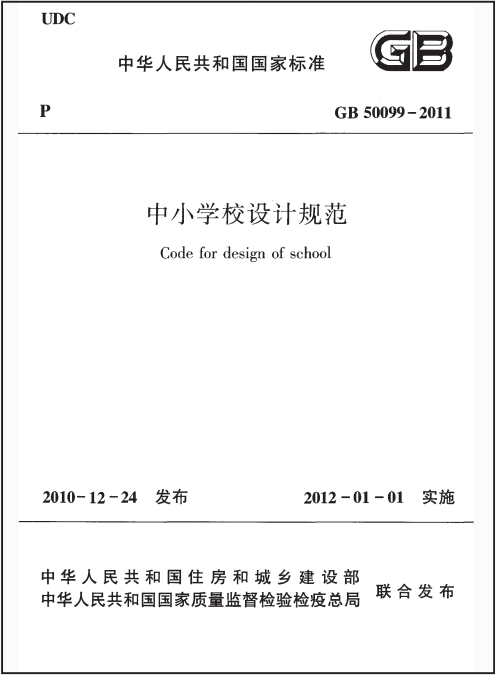 UDC
中华人民共和国国家标准
GB
P
GB 50099-2011
中小学校设计规范
Code for design of school
2010-12-24 发布
2012-01-01 实施
中华人民共和国住房和城乡建设部
中华人民共和国国家质量监督检验检疫总局
联合发布